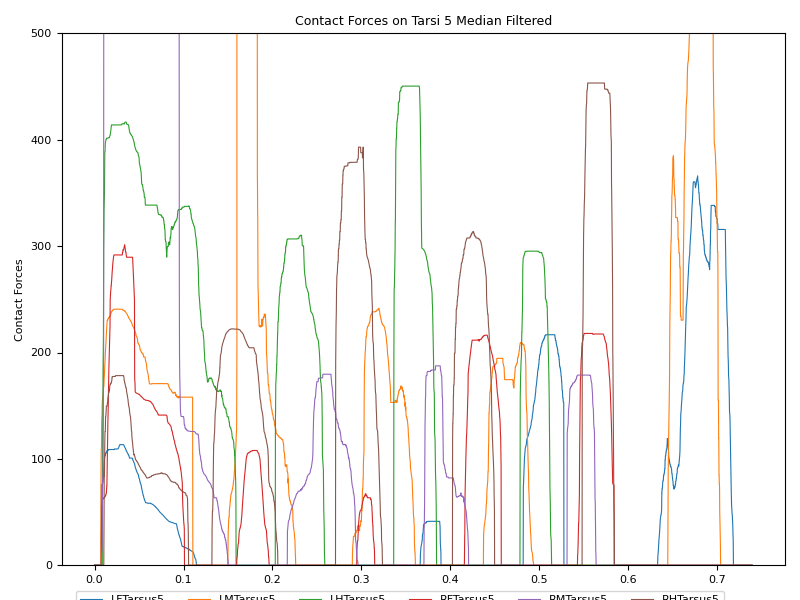 Contact Forces on Tarsi 5 Median Filtered
500
400
300
200
100
0
Contact Forces
0.0 0.1 0.2 0.3 0.4 0.5 0.6 0.7
LFTarsus5 LMTarsus5 LHTarsus5 RFTarsus5 RMTarsus5 RHTarsus5